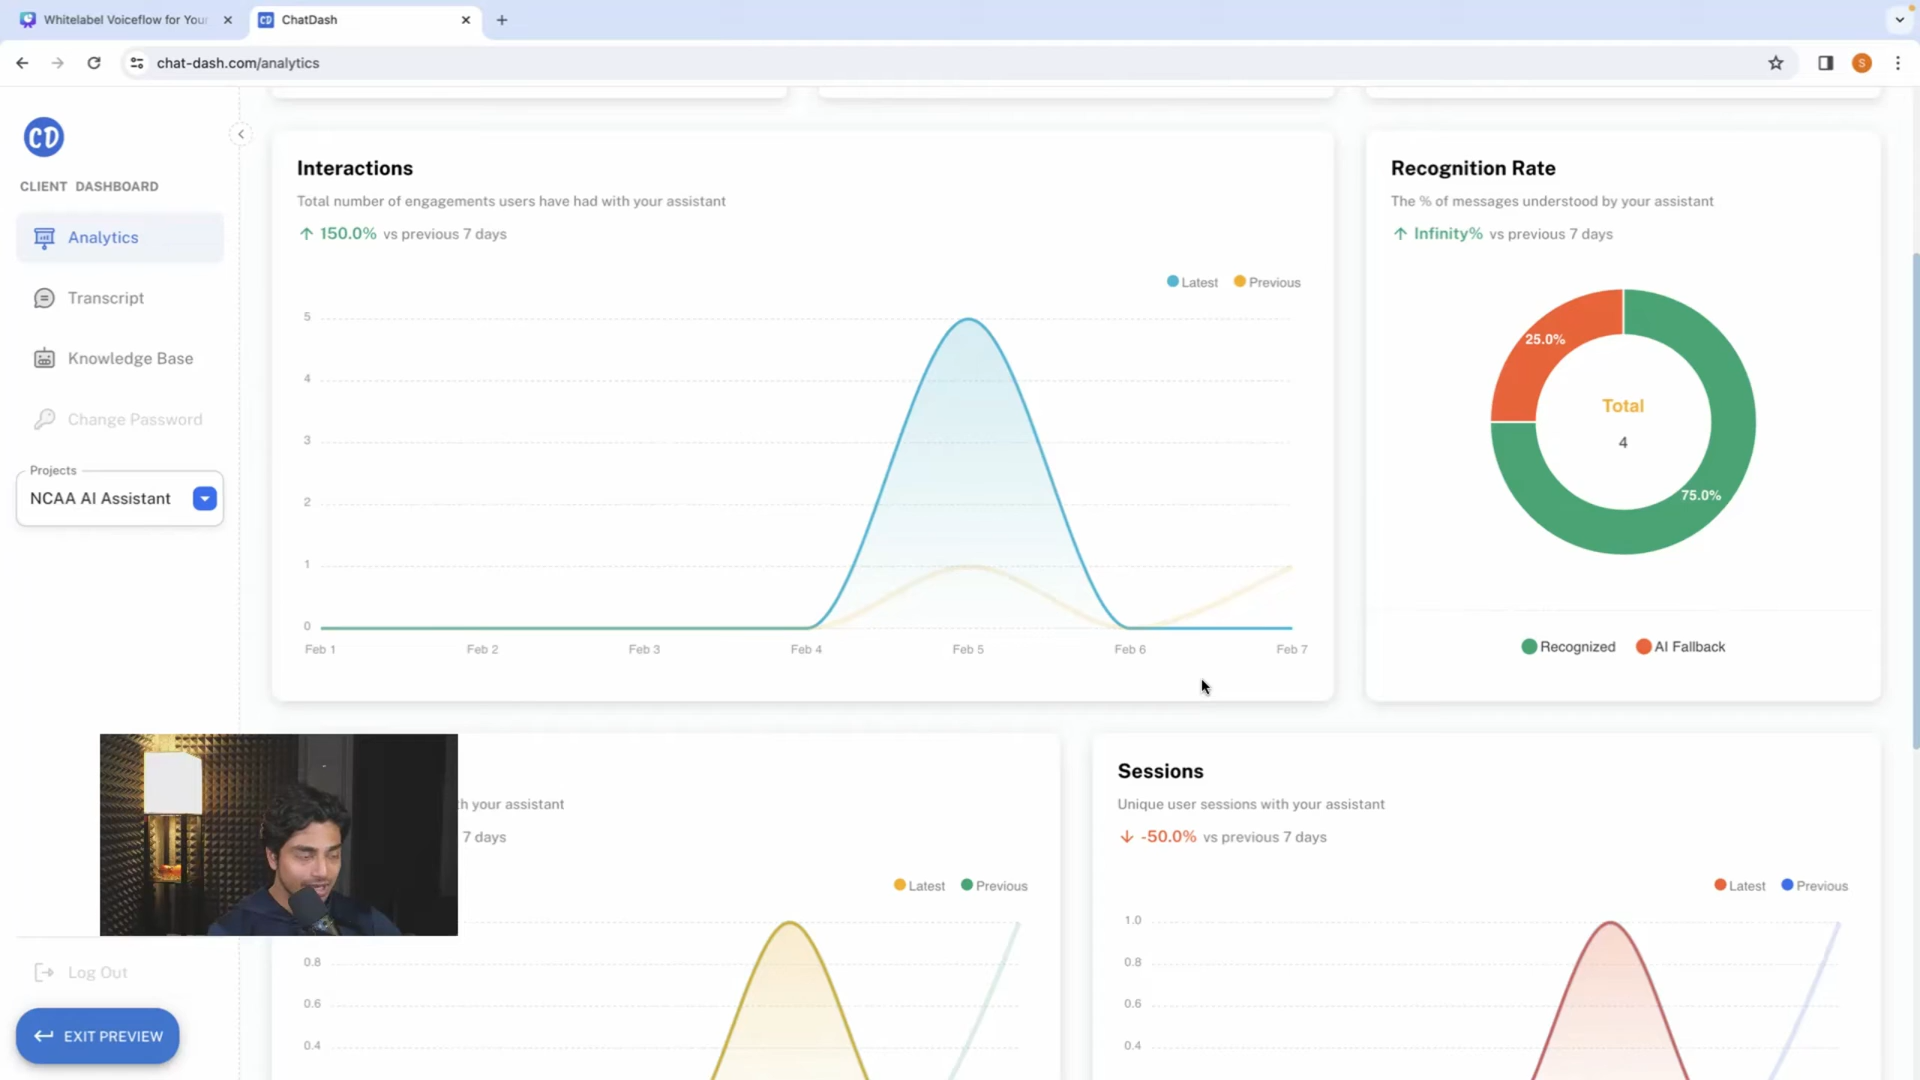 Whitelabel Voiceflow for You
CD ChatDash
chat-dash.com/analytics
S
CD
CLIENT DASHBOARD
Analytics
Transcript
Knowledge Base
Change Password
Projects
NCAA AI Assistant
Log Out
EXIT PREVIEW
Interactions
Total number of engagements users have had with your assistant
150.0% vs previous 7 days
Latest Previous
5
4
3
2
1
0
Feb 1 Feb 2 Feb 3 Feb 4 Feb 5 Feb 6 Feb 7
Recognition Rate
The % of messages understood by your assistant
Infinity% vs previous 7 days
25.0%
Total
4
75.0%
Recognized AI Fallback
h your assistant
7 days
Latest Previous
0.8
0.6
0.4
Sessions
Unique user sessions with your assistant
-50.0% vs previous 7 days
Latest Previous
1.0
0.8
0.6
0.4